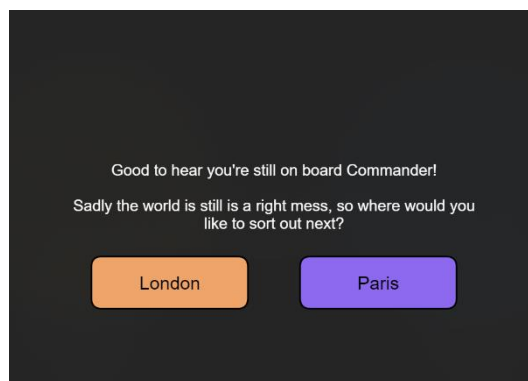 Good to hear you're still on board Commander!
Sadly the world is still is a right mess, so where would you
like to sort out next?
London
Paris